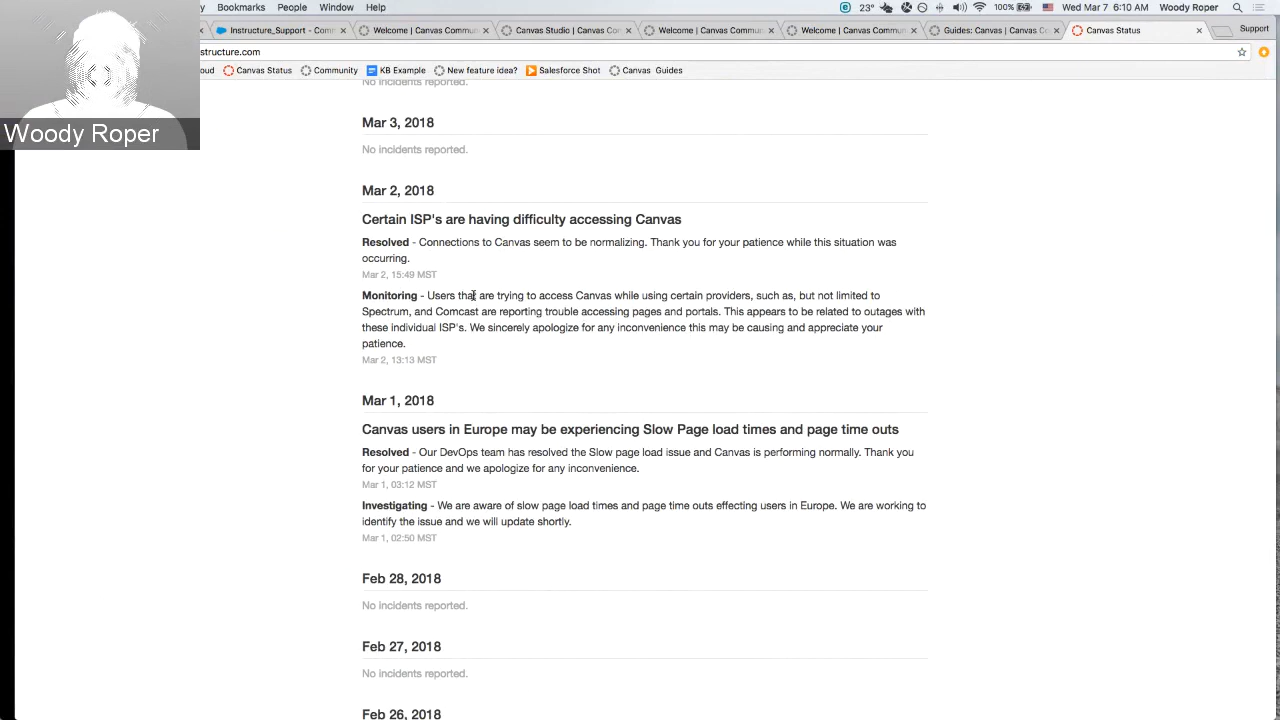 Bookmarks People Window Help 23° 100% Wed Mar 7 6:10 AM Woody Roper
Instructure_Support - Comm Welcome | Canvas Commun Canvas Studio | Canvas Com Welcome | Canvas Commun Welcome | Canvas Commun Guides: Canvas | Canvas Co Canvas Status Support
structure.com
oud Canvas Status Community KB Example New feature idea? Salesforce Shot Canvas Guides
Woody Roper
No incidents reported.
Mar 3, 2018
No incidents reported.
Mar 2, 2018
Certain ISP's are having difficulty accessing Canvas
Resolved - Connections to Canvas seem to be normalizing. Thank you for your patience while this situation was
occurring.
Mar 2, 15:49 MST
Monitoring - Users that are trying to access Canvas while using certain providers, such as, but not limited to
Spectrum, and Comcast are reporting trouble accessing pages and portals. This appears to be related to outages with
these individual ISP's. We sincerely apologize for any inconvenience this may be causing and appreciate your
patience.
Mar 2, 13:13 MST
Mar 1, 2018
Canvas users in Europe may be experiencing Slow Page load times and page time outs
Resolved - Our DevOps team has resolved the Slow page load issue and Canvas is performing normally. Thank you
for your patience and we apologize for any inconvenience.
Mar 1, 03:12 MST
Investigating - We are aware of slow page load times and page time outs effecting users in Europe. We are working to
identify the issue and we will update shortly.
Mar 1, 02:50 MST
Feb 28, 2018
No incidents reported.
Feb 27, 2018
No incidents reported.
Feb 26, 2018